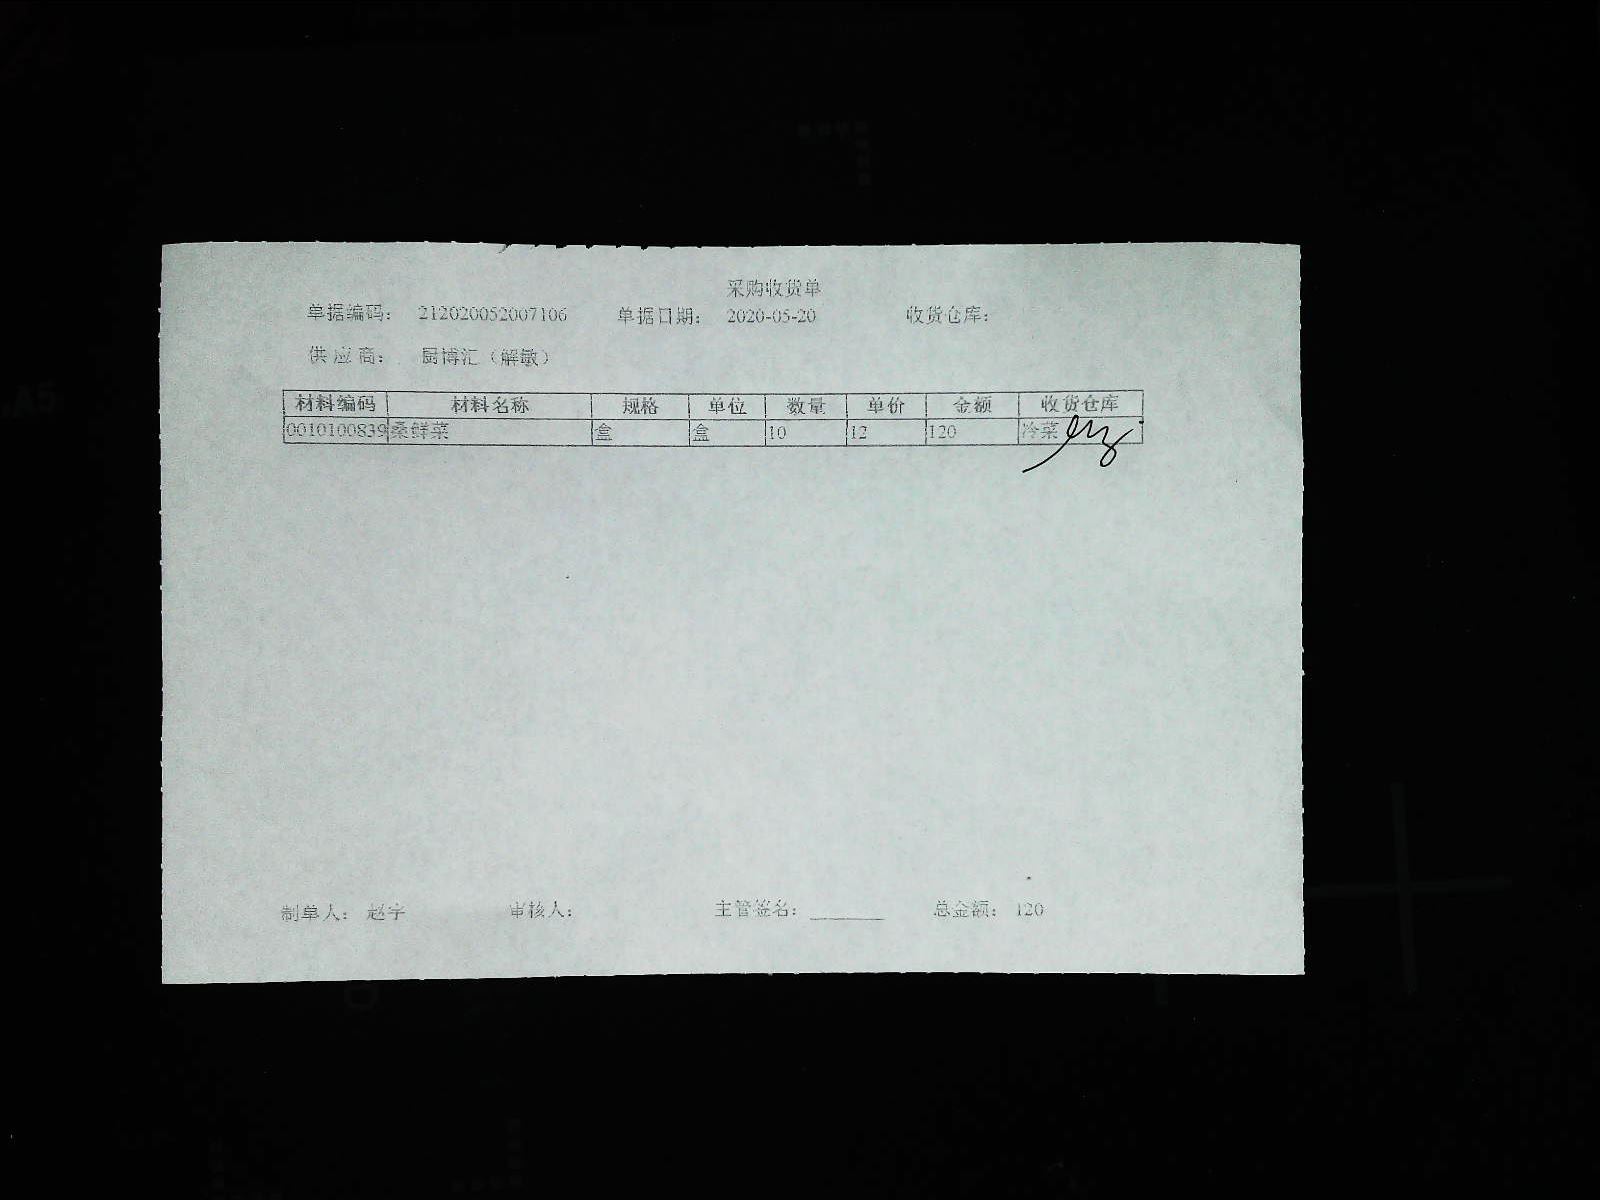 采购收货单
单据编码: 212020052007106 单据日期: 2020-05-20 收货仓库:
供应商: 厨博汇（解敏）
材料编码 材料名称 规格 单位 数量 单价 金额 收货仓库
0010100839 桑鲜菜 盒 盒 10 12 120 冷菜
制单人: 赵宇 审核人: 主管签名: ______ 总金额: 120